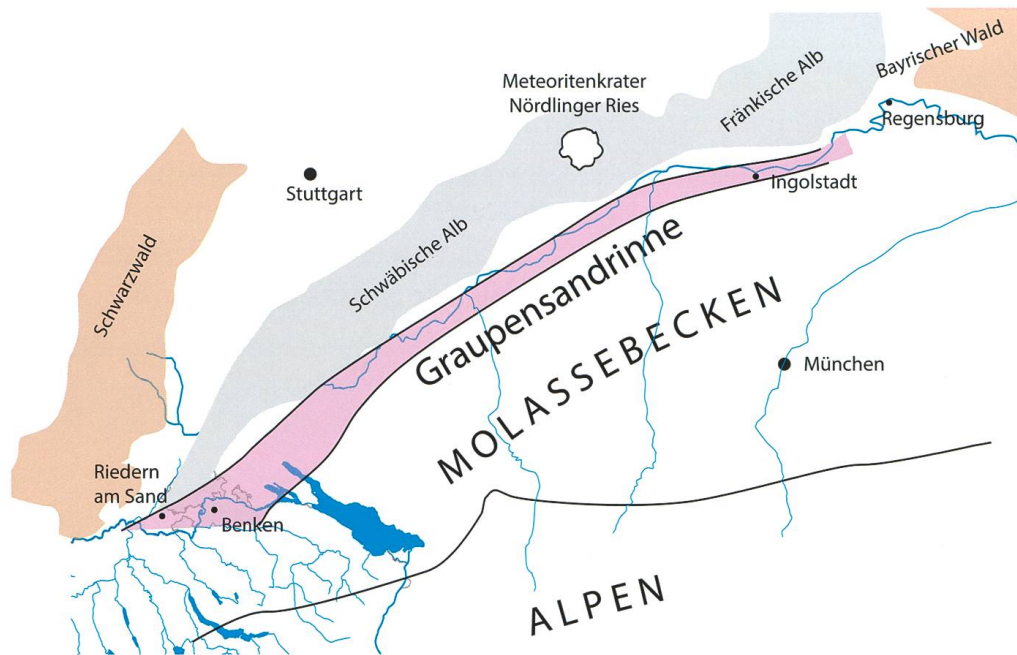 Bayrischer Wald
Fränkische Alb
Meteoritenkrater
Nördlinger Ries
Regensburg
Stuttgart
Ingolstadt
Schwäbische Alb
Schwarzwald
Graupensandrinne
MOLASSEBECKEN
München
Riedern
am Sand
Benken
ALPEN